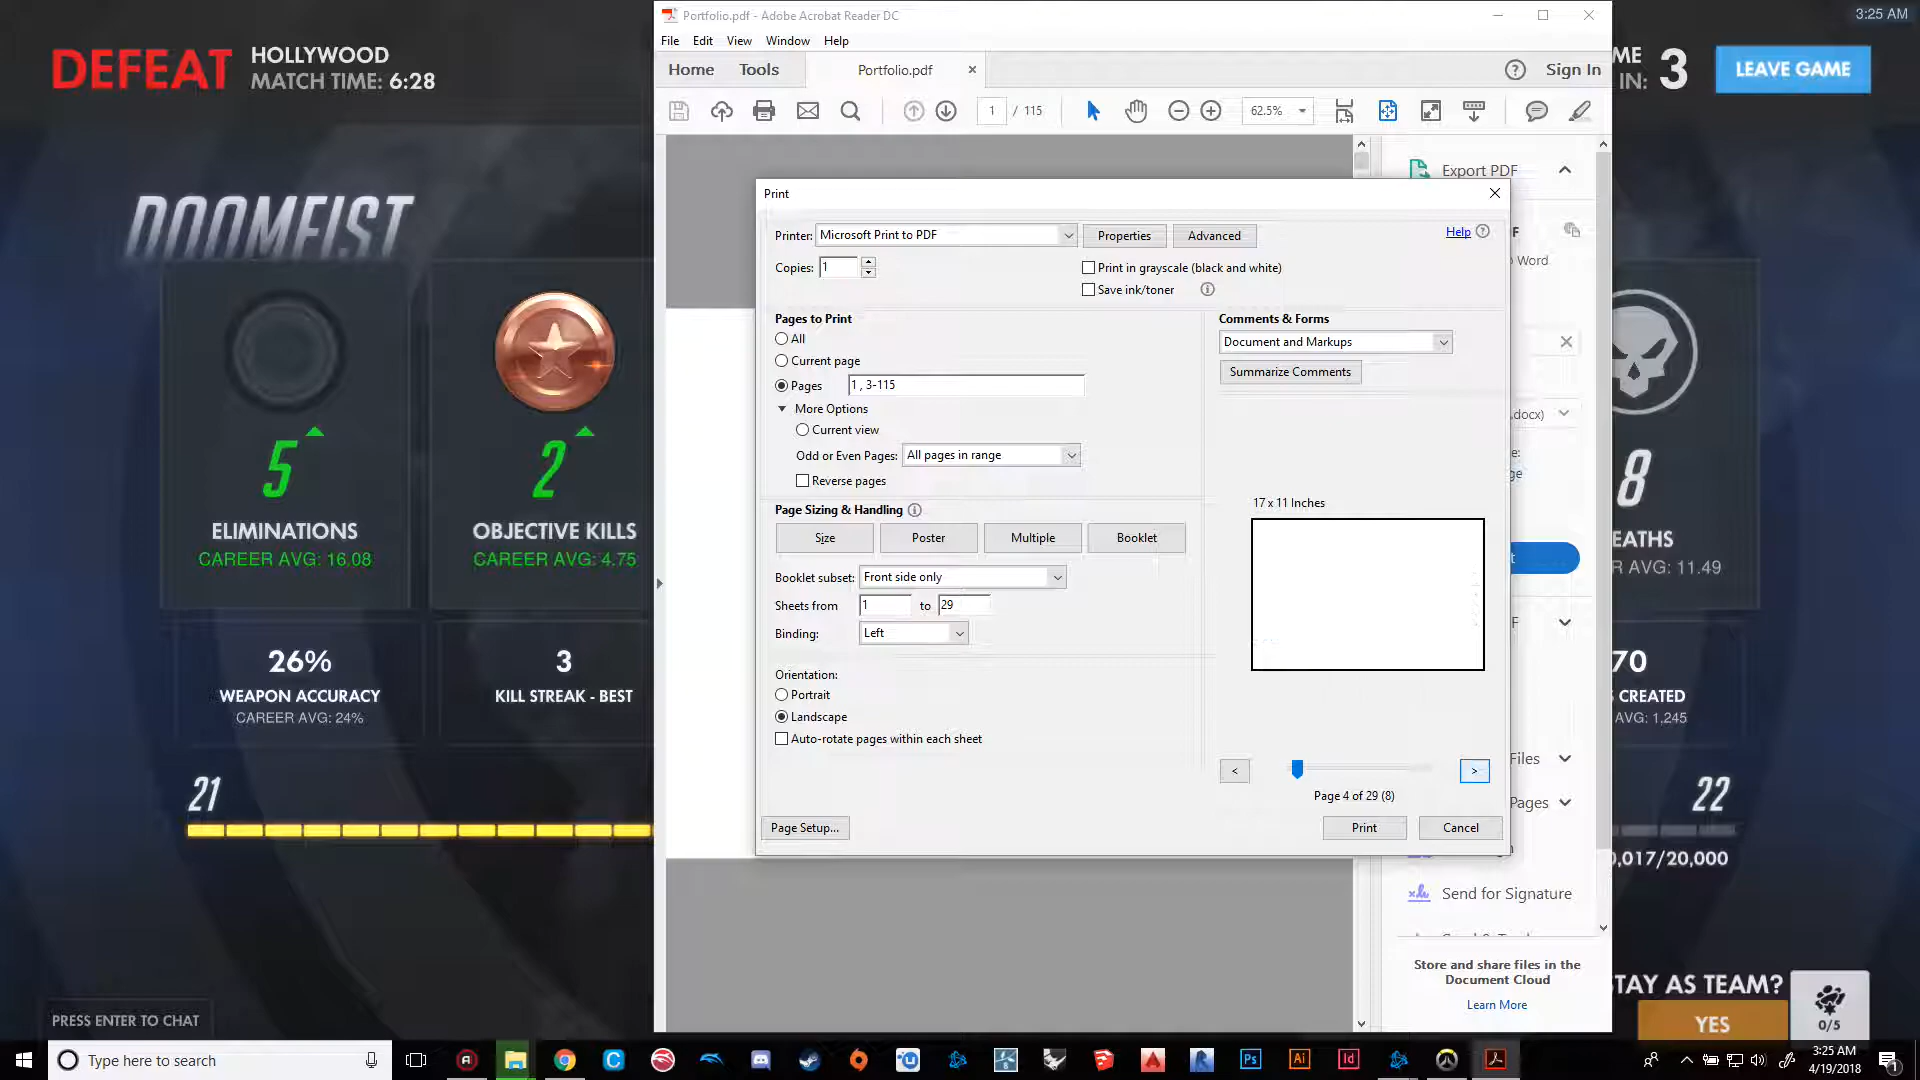 DEFEAT
HOLLYWOOD
MATCH TIME: 6:28
DOOMFIST
5
ELIMINATIONS
CAREER AVG: 16.08
2
OBJECTIVE KILLS
CAREER AVG: 4.75
26%
WEAPON ACCURACY
CAREER AVG: 24%
3
KILL STREAK - BEST
21
PRESS ENTER TO CHAT
Portfolio.pdf - Adobe Acrobat Reader DC
File Edit View Window Help
Home Tools Portfolio.pdf Sign In
1 / 115 62.5%
Export PDF
Print
Printer: Microsoft Print to PDF Properties Advanced Help
Copies: 1
Print in grayscale (black and white)
Save ink/toner
Pages to Print
All
Current page
Pages 1 , 3-115
More Options
Current view
Odd or Even Pages: All pages in range
Reverse pages
Page Sizing & Handling
Size Poster Multiple Booklet
Booklet subset: Front side only
Sheets from 1 to 29
Binding: Left
Orientation:
Portrait
Landscape
Auto-rotate pages within each sheet
Comments & Forms
Document and Markups
Summarize Comments
17 x 11 Inches
< >
Page 4 of 29 (8)
Page Setup... Print Cancel
F
o Word
.docx)
e:
ge
t
F
Files
Pages
Send for Signature
Store and share files in the
Document Cloud
Learn More
3:25 AM
ME
IN: 3
LEAVE GAME
8
EATHS
R AVG: 11.49
70
S CREATED
AVG: 1,245
22
0,017/20,000
STAY AS TEAM?
YES
0/5
Type here to search
Ps Ai Id
3:25 AM
4/19/2018
1